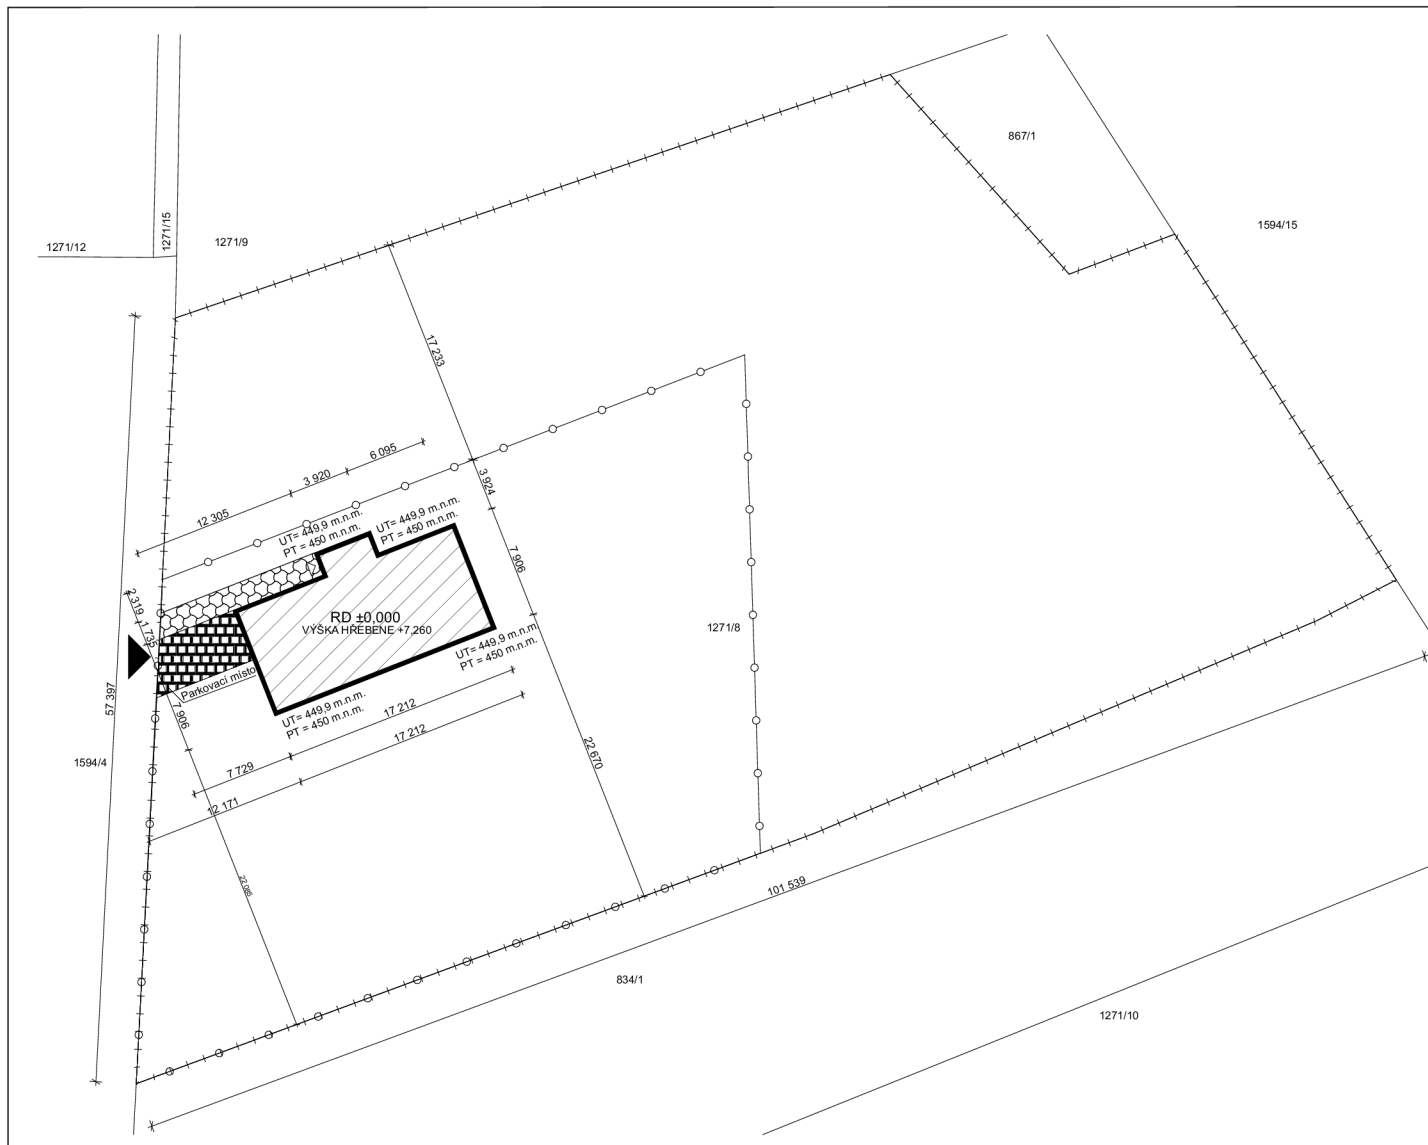 867/1
1594/15
1271/15
1271/12
1271/9
17 233
6 095
3 920
12 305
3 924
UT= 449,9 m.n.m.
PT = 450 m.n.m.
UT= 449,9 m.n.m.
PT = 450 m.n.m.
7 906
2 319
1 735
RD ±0,000
VÝŠKA HŘEBENE +7,260
1271/8
UT= 449,9 m.n.m.
PT = 450 m.n.m.
Parkovací místo
57 397
7 906
UT= 449,9 m.n.m.
PT = 450 m.n.m.
17 212
17 212
22 670
1594/4
7 729
12 171
22 085
101 539
834/1
1271/10